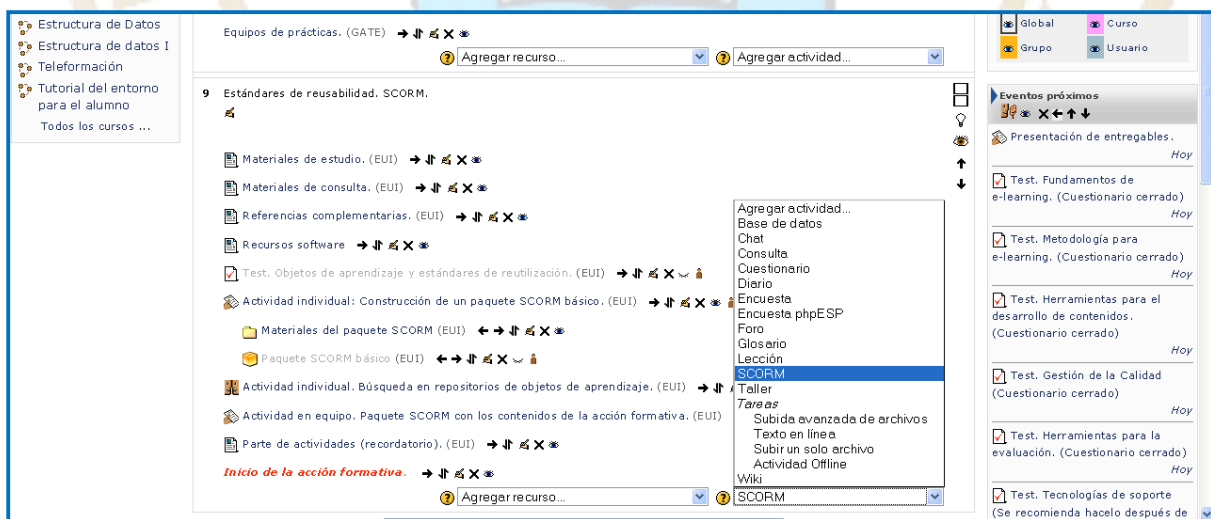 Estructura de Datos
Estructura de datos I
Teleformación
Tutorial del entorno
para el alumno
Todos los cursos ...
Equipos de prácticas. (GATE)
Agregar recurso...
Agregar actividad...
9 Estándares de reusabilidad. SCORM.
Materiales de estudio. (EUI)
Materiales de consulta. (EUI)
Referencias complementarias. (EUI)
Recursos software
Test. Objetos de aprendizaje y estándares de reutilización. (EUI)
Actividad individual: Construcción de un paquete SCORM básico. (EUI)
Materiales del paquete SCORM (EUI)
Paquete SCORM básico (EUI)
Actividad individual. Búsqueda en repositorios de objetos de aprendizaje. (EUI)
Actividad en equipo. Paquete SCORM con los contenidos de la acción formativa. (EUI)
Parte de actividades (recordatorio). (EUI)
Inicio de la acción formativa.
Agregar recurso...
SCORM
Agregar actividad...
Base de datos
Chat
Consulta
Cuestionario
Diario
Encuesta
Encuesta phpESP
Foro
Glosario
Lección
SCORM
Taller
Tareas
Subida avanzada de archivos
Texto en línea
Subir un solo archivo
Actividad Offline
Wiki
Global
Curso
Grupo
Usuario
Eventos próximos
Presentación de entregables.
Hoy
Test. Fundamentos de
e-learning. (Cuestionario cerrado)
Hoy
Test. Metodología para
e-learning. (Cuestionario cerrado)
Hoy
Test. Herramientas para el
desarrollo de contenidos.
(Cuestionario cerrado)
Hoy
Test. Gestión de la Calidad
(Cuestionario cerrado)
Hoy
Test. Herramientas para la
evaluación. (Cuestionario cerrado)
Hoy
Test. Tecnologías de soporte
(Se recomienda hacelo después de